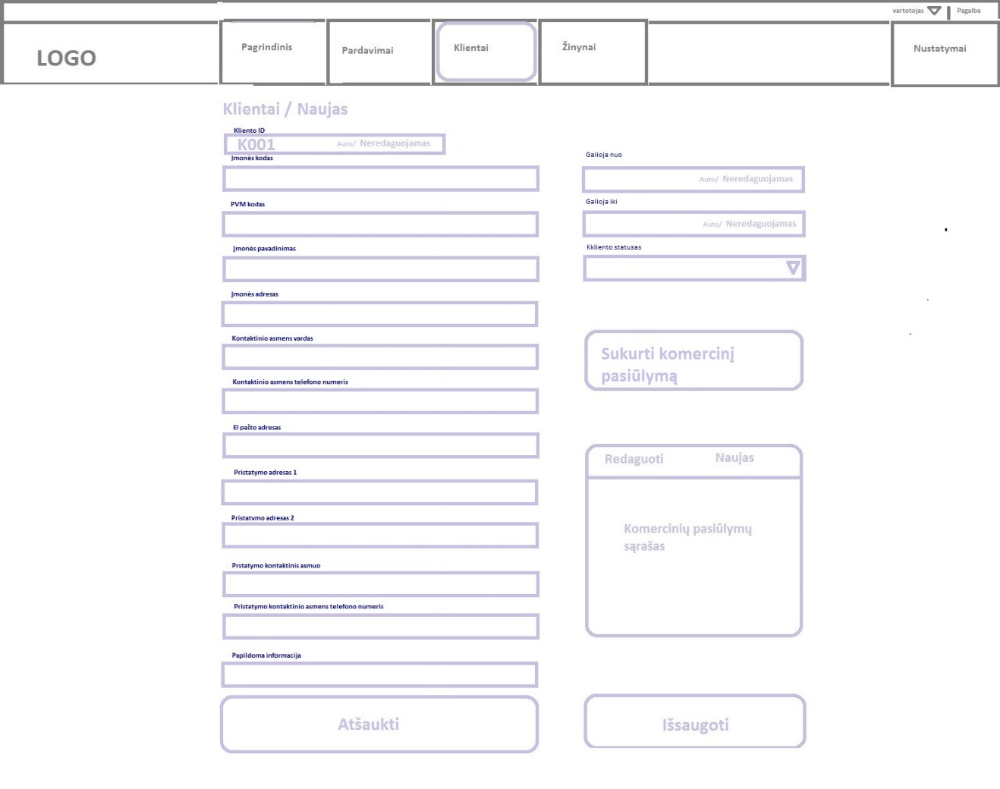 vartotojas
Pagalba
LOGO
Pagrindinis
Pardavimai
Klientai
Žinynai
Nustatymai
Klientai / Naujas
Kliento ID
K001 Auto/ Neredaguojamas
Įmonės kodas
PVM kodas
Įmonės pavadinimas
Įmonės adresas
Kontaktinio asmens vardas
Kontaktinio asmens telefono numeris
El pašto adresas
Pristatymo adresas 1
Pristatymo adresas 2
Prstatymo kontaktinis asmuo
Pristatymo kontaktinio asmens telefono numeris
Papildoma informacija
Atšaukti
Galioja nuo
Auto/ Neredaguojamas
Galioja iki
Auto/ Neredaguojamas
Kkliento statusas
Sukurti komercinį
pasiūlymą
Redaguoti Naujas
Komercinių pasiūlymų
sąrašas
Išsaugoti